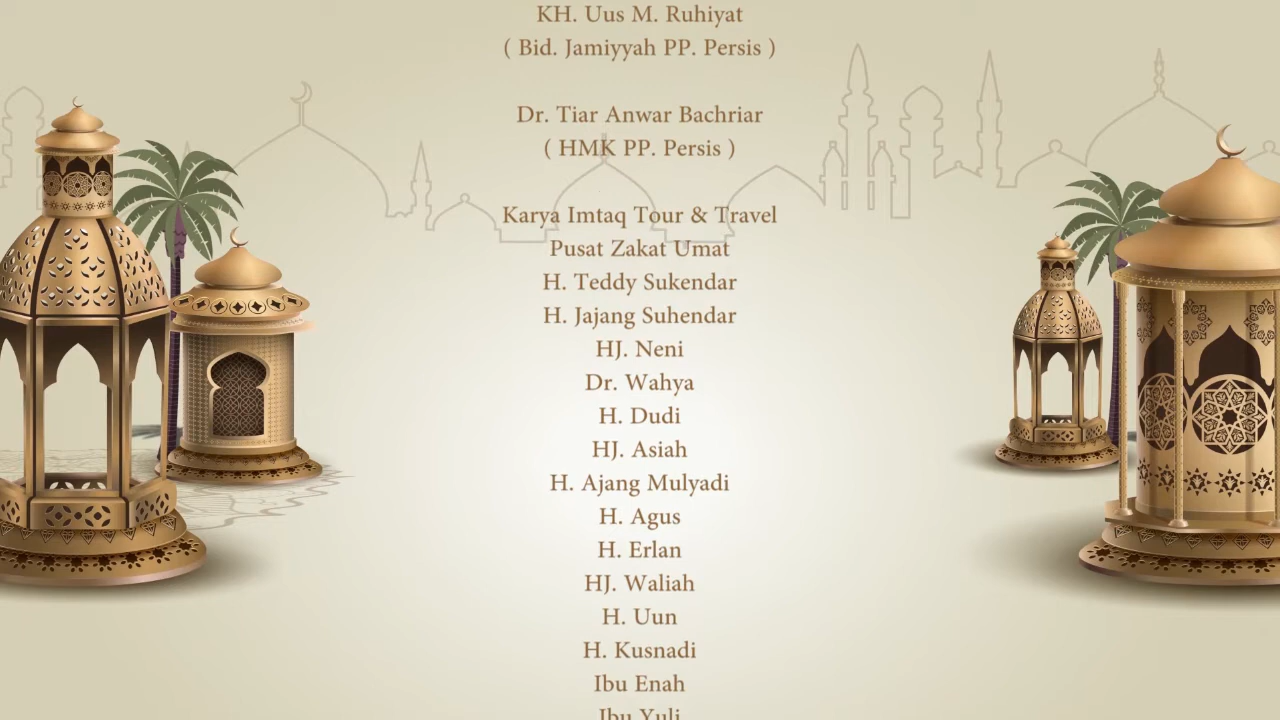 KH. Uus M. Ruhiyat
( Bid. Jamiyyah PP. Persis )
Dr. Tiar Anwar Bachriar
( HMK PP. Persis )
Karya Imtaq Tour & Travel
Pusat Zakat Umat
H. Teddy Sukendar
H. Jajang Suhendar
HJ. Neni
Dr. Wahya
H. Dudi
HJ. Asiah
H. Ajang Mulyadi
H. Agus
H. Erlan
HJ. Waliah
H. Uun
H. Kusnadi
Ibu Enah
Ibu Yuli